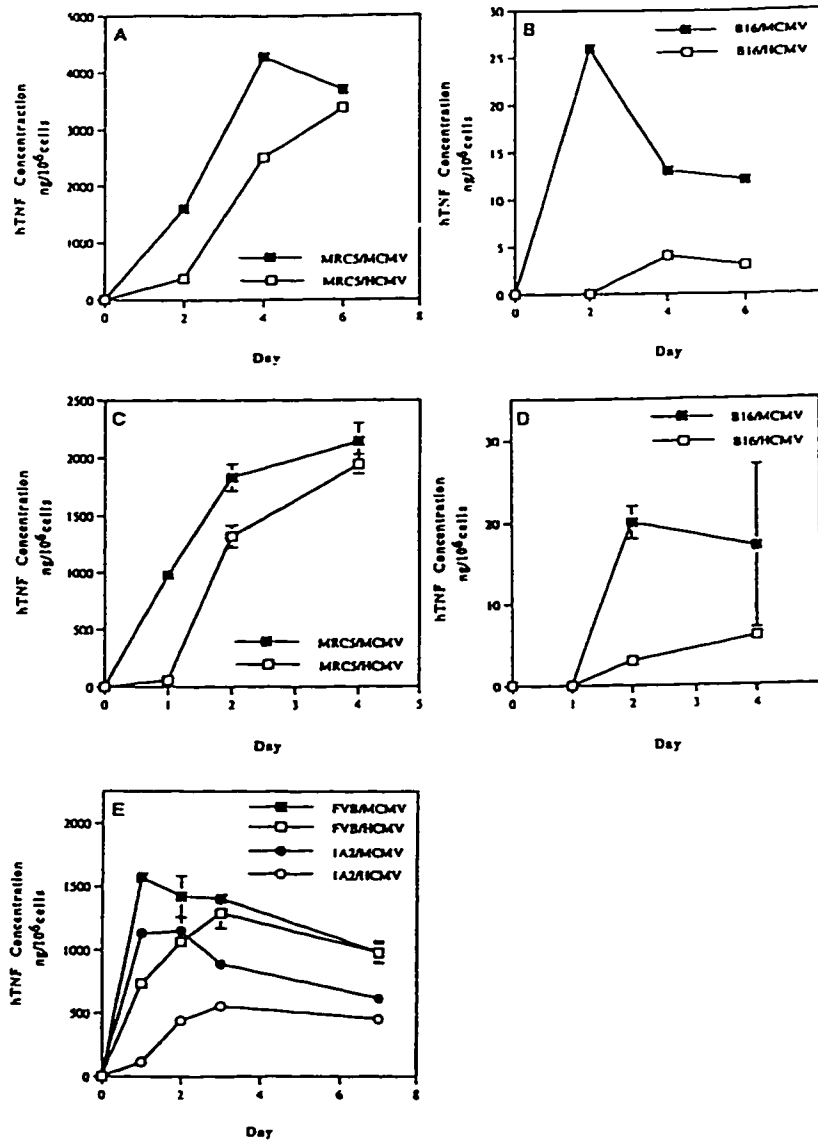 A
hTNF Concentraction
ng/10⁶cells
5000
4000
3000
2000
1000
0
0 2 4 6 8
Day
MRC5/MCMV
MRC5/HCMV
B
hTNF Concentration
ng/10⁶cells
30
25
20
15
10
5
0
0 2 4 6
Day
B16/MCMV
B16/HCMV
C
hTNF Concentration
ng/10⁶cells
2500
2000
1500
1000
500
0
0 1 2 3 4 5
Day
MRC5/MCMV
MRC5/HCMV
D
hTNF Concentration
ng/10⁶cells
30
20
10
0
0 1 2 3 4
Day
B16/MCMV
B16/HCMV
E
hTNF Concentration
ng/10⁶cells
2000
1500
1000
500
0
0 2 4 6 8
Day
FVB/MCMV
FVB/HCMV
1A2/MCMV
1A2/HCMV